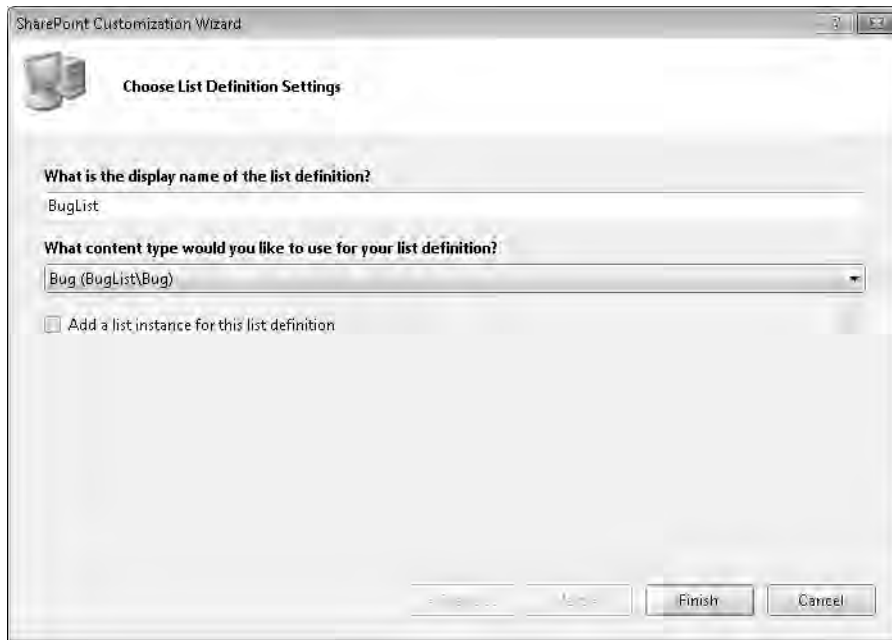 SharePoint Customization Wizard
Choose List Definition Settings
What is the display name of the list definition?
BugList
What content type would you like to use for your list definition?
Bug (BugList\Bug)
Add a list instance for this list definition
Finish
Cancel